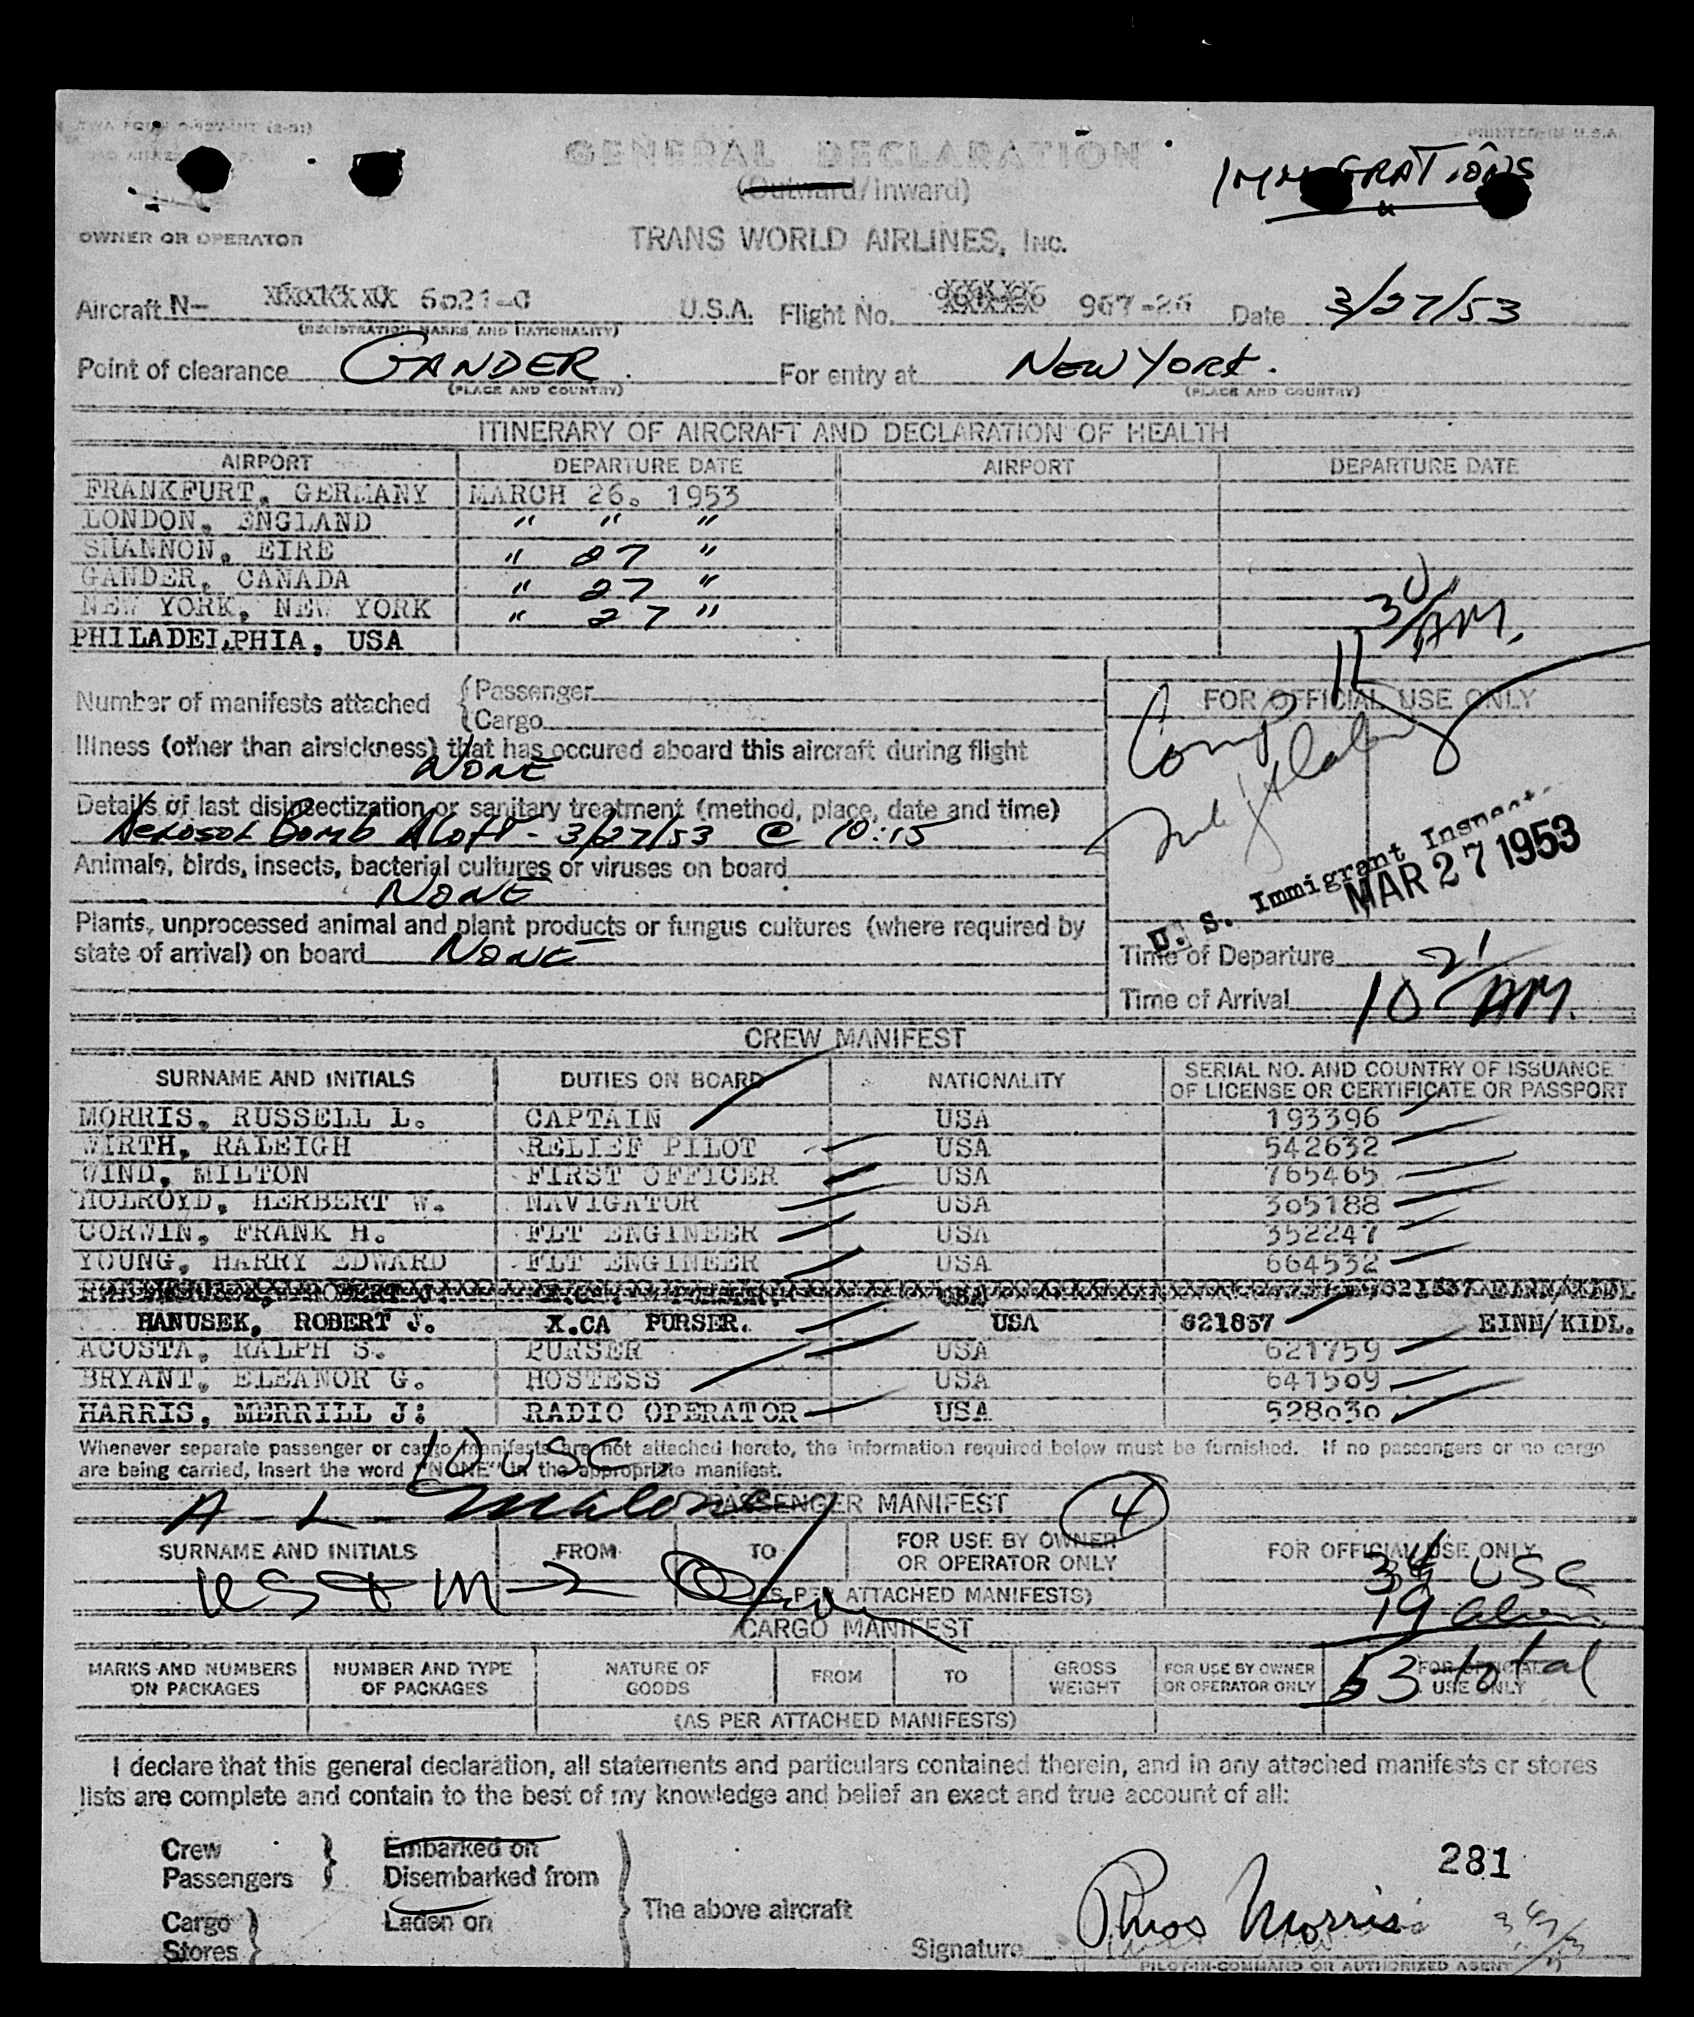 GENERAL DECLARATION
PRINTED IN U.S.A.
(Outward/Inward)
IMMIGRATIONS
OWNER OR OPERATOR
TRANS WORLD AIRLINES, INC.
Aircraft N- 6021-C U.S.A. Flight No. 967-26 Date 3/27/53
(REGISTRATION MARKS AND NATIONALITY)
Point of clearance GANDER. For entry at NEW YORK.
(PLACE AND COUNTRY) (PLACE AND COUNTRY)
ITINERARY OF AIRCRAFT AND DECLARATION OF HEALTH
AIRPORT DEPARTURE DATE AIRPORT DEPARTURE DATE
FRANKFURT, GERMANY MARCH 26. 1953
LONDON, ENGLAND " " "
SHANNON, EIRE " 27 "
GANDER, CANADA " 27 "
NEW YORK, NEW YORK " 27 "
PHILADELPHIA, USA
11 30 AM.
Number of manifests attached { Passenger
Cargo
FOR OFFICIAL USE ONLY
Comp
Illness (other than airsickness) that has occured aboard this aircraft during flight
NONE
Details of last disinsectization or sanitary treatment (method, place, date and time)
Aerosol Bomb Aloft - 3/27/53 @ 10:15
Animals, birds, insects, bacterial cultures or viruses on board
NONE
U. S. Immigrant Inspector
MAR 27 1953
Plants, unprocessed animal and plant products or fungus cultures (where required by
state of arrival) on board NONE
Time of Departure
Time of Arrival 10 21 AM.
CREW MANIFEST
SURNAME AND INITIALS DUTIES ON BOARD NATIONALITY SERIAL NO. AND COUNTRY OF ISSUANCE
OF LICENSE OR CERTIFICATE OR PASSPORT
MORRIS, RUSSELL L. CAPTAIN USA 193396
WIRTH, RALEIGH RELIEF PILOT USA 542632
WIND, MILTON FIRST OFFICER USA 765465
HOLROYD, HERBERT W. NAVIGATOR USA 305188
CORWIN, FRANK H. FLT ENGINEER USA 352247
YOUNG, HARRY EDWARD FLT ENGINEER USA 664532
HANUSEK, ROBERT J. X.CA PURSER. USA 621837 EINN/KIDL.
ACOSTA, RALPH S. PURSER USA 621759
BRYANT, ELEANOR G. HOSTESS USA 641509
HARRIS, MERRILL J: RADIO OPERATOR USA 528030
Whenever separate passenger or cargo manifests are not attached hereto, the information required below must be furnished. If no passengers or no cargo
are being carried, insert the word "NONE" in the appropriate manifest.
10 USC
A - L - Malone
PASSENGER MANIFEST
4
SURNAME AND INITIALS FROM TO FOR USE BY OWNER
OR OPERATOR ONLY FOR OFFICIAL USE ONLY
34 USC
(AS PER ATTACHED MANIFESTS)
19 alien
CARGO MANIFEST
53 total
MARKS AND NUMBERS
ON PACKAGES NUMBER AND TYPE
OF PACKAGES NATURE OF
GOODS FROM TO GROSS
WEIGHT FOR USE BY OWNER
OR OPERATOR ONLY FOR OFFICIAL
USE ONLY
(AS PER ATTACHED MANIFESTS)
I declare that this general declaration, all statements and particulars contained therein, and in any attached manifests or stores
lists are complete and contain to the best of my knowledge and belief an exact and true account of all:
Crew Embarked on
Passengers Disembarked from
281
The above aircraft
Cargo Laden on
Stores
Signature Russ Morris
PILOT-IN-COMMAND OR AUTHORIZED AGENT